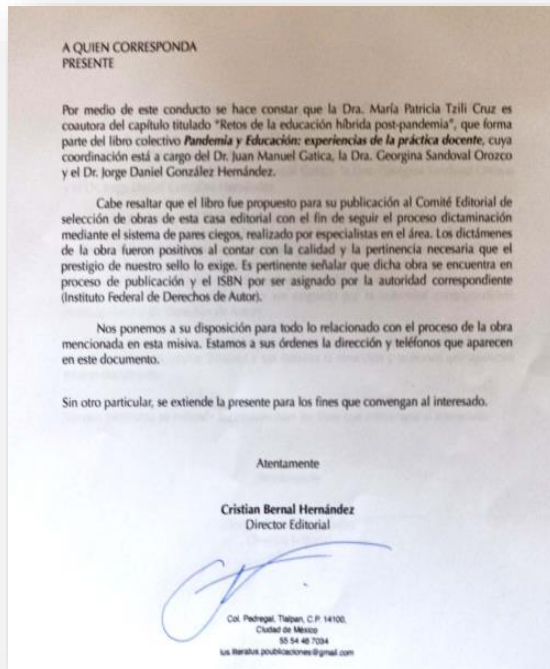 A QUIEN CORRESPONDA
PRESENTE
Por medio de este conducto se hace constar que la Dra. María Patricia Tzili Cruz es
coautora del capítulo titulado "Retos de la educación híbrida post-pandemia", que forma
parte del libro colectivo Pandemia y Educación: experiencias de la práctica docente, cuya
coordinación está a cargo del Dr. Juan Manuel Gatica, la Dra. Georgina Sandoval Orozco
y el Dr. Jorge Daniel González Hernández.
Cabe resaltar que el libro fue propuesto para su publicación al Comité Editorial de
selección de obras de esta casa editorial con el fin de seguir el proceso dictaminación
mediante el sistema de pares ciegos, realizado por especialistas en el área. Los dictámenes
de la obra fueron positivos al contar con la calidad y la pertinencia necesaria que el
prestigio de nuestro sello lo exige. Es pertinente señalar que dicha obra se encuentra en
proceso de publicación y el ISBN por ser asignado por la autoridad correspondiente
(Instituto Federal de Derechos de Autor).
Nos ponemos a su disposición para todo lo relacionado con el proceso de la obra
mencionada en esta misiva. Estamos a sus órdenes la dirección y teléfonos que aparecen
en este documento.
Sin otro particular, se extiende la presente para los fines que convengan al interesado.
Atentamente
Cristian Bernal Hernández
Director Editorial
Col. Pedregal, Tlalpan, C.P. 14100,
Ciudad de México
55 54 46 7034
ius.literatus.poublicaciones@gmail.com